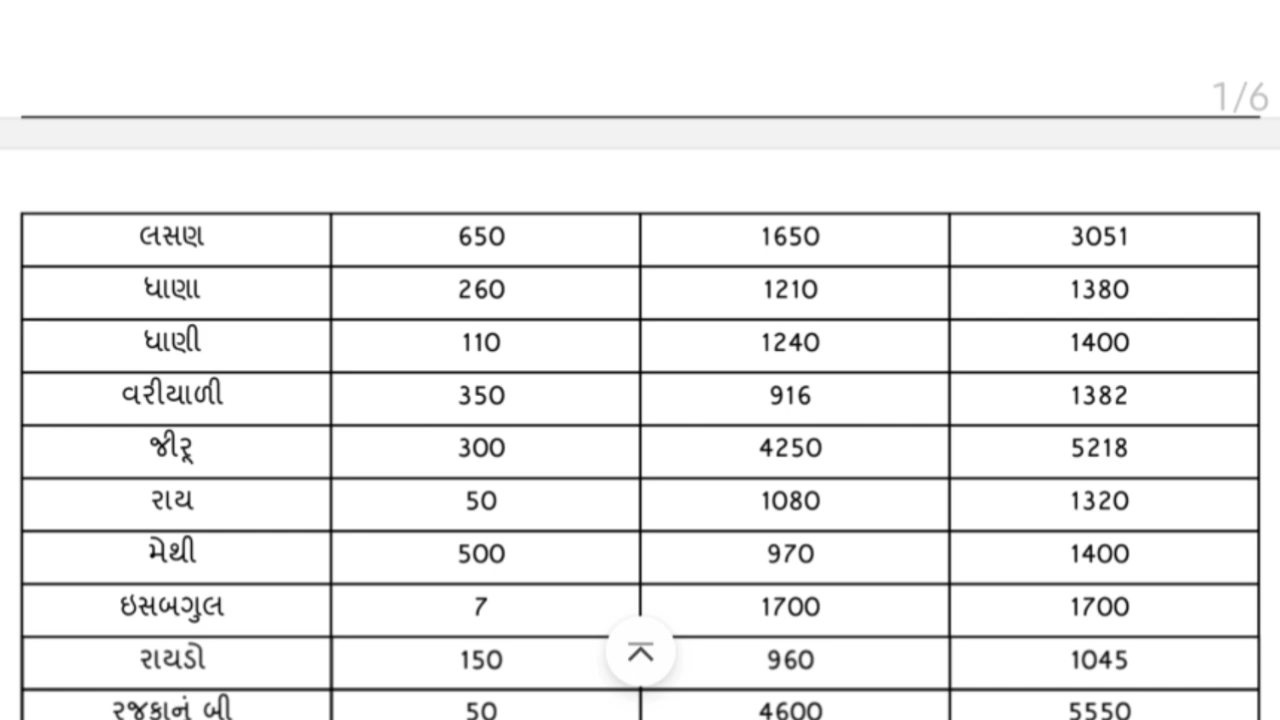 1/6
લસણ 650 1650 3051
ધાણા 260 1210 1380
ધાણી 110 1240 1400
વરીયાળી 350 916 1382
જીરૂ 300 4250 5218
રાય 50 1080 1320
મેથી 500 970 1400
ઇસબગુલ 7 1700 1700
રાયડો 150 960 1045
રજકાનું બી 50 4600 5550